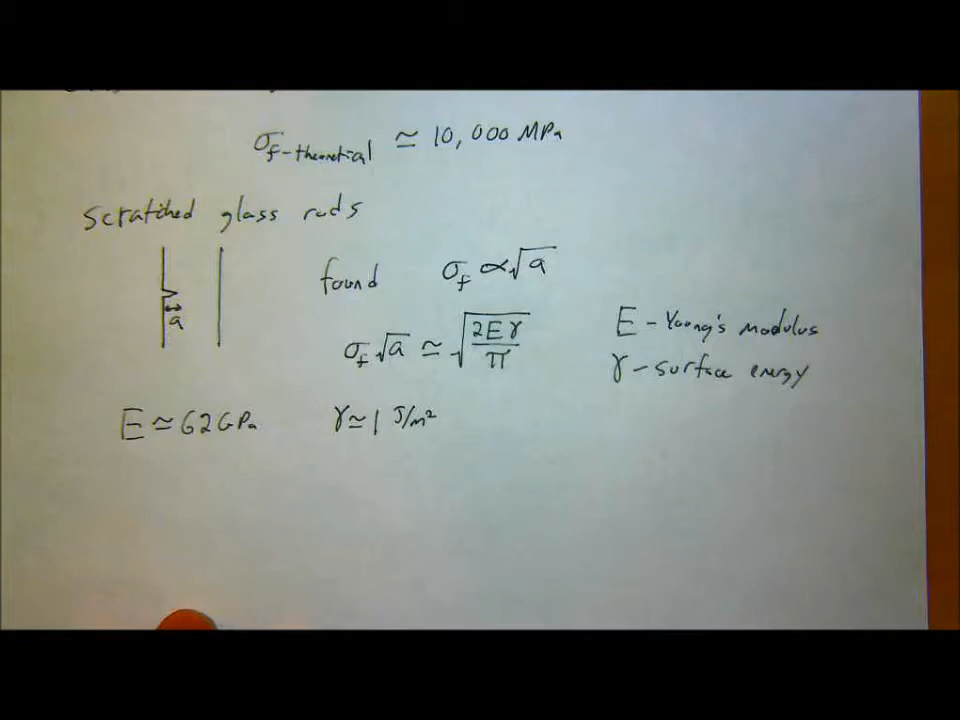 σf-theoretical ≃ 10,000 MPa
scratched glass rods
found σf ∝ √a
a
σf √a ≃ √(2Eγ/π)
E - Young's modulus
γ - surface energy
E ≃ 62 GPa γ ≃ 1 J/m²